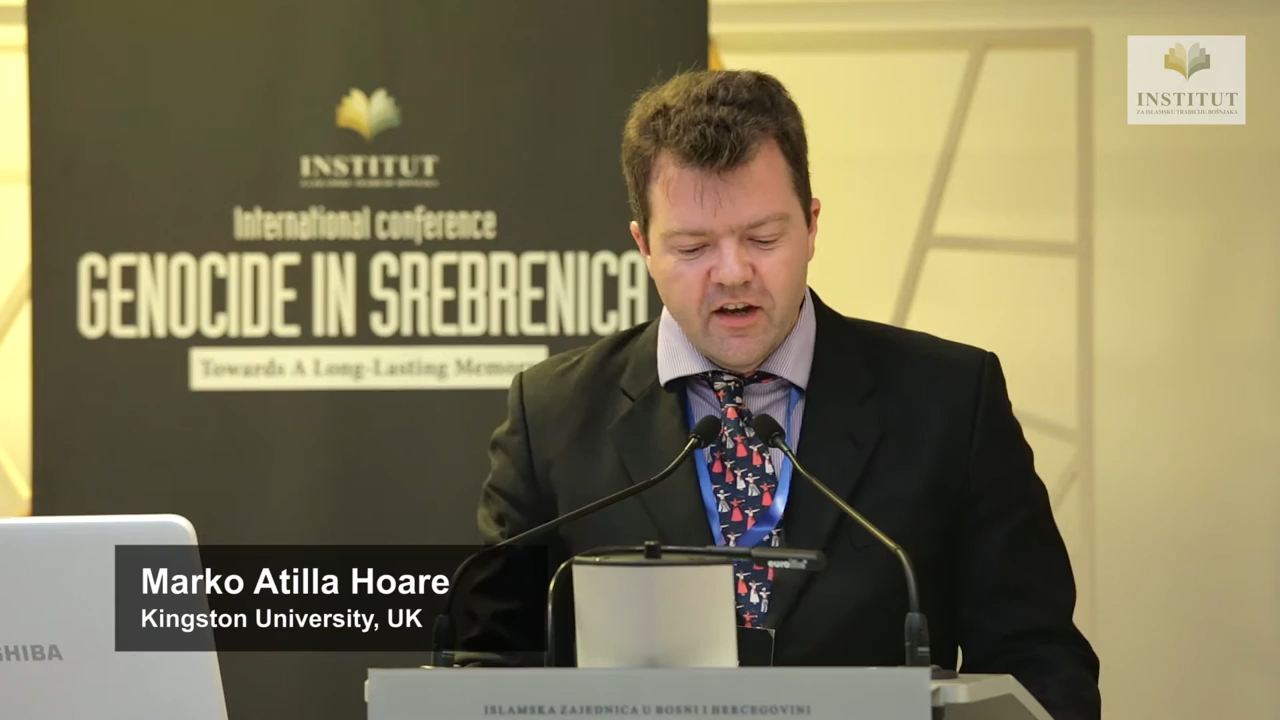 INSTITUT
ZA ISLAMSKU TRADICIJU BOŠNJAKA
INSTITUT
International conference
GENOCIDE IN SREBRENICA
Towards A Long-Lasting
Marko Atilla Hoare
Kingston University, UK
SHIBA
eurolite
ISLAMSKA ZAJEDNICA U BOSNI I HERCEGOVINI